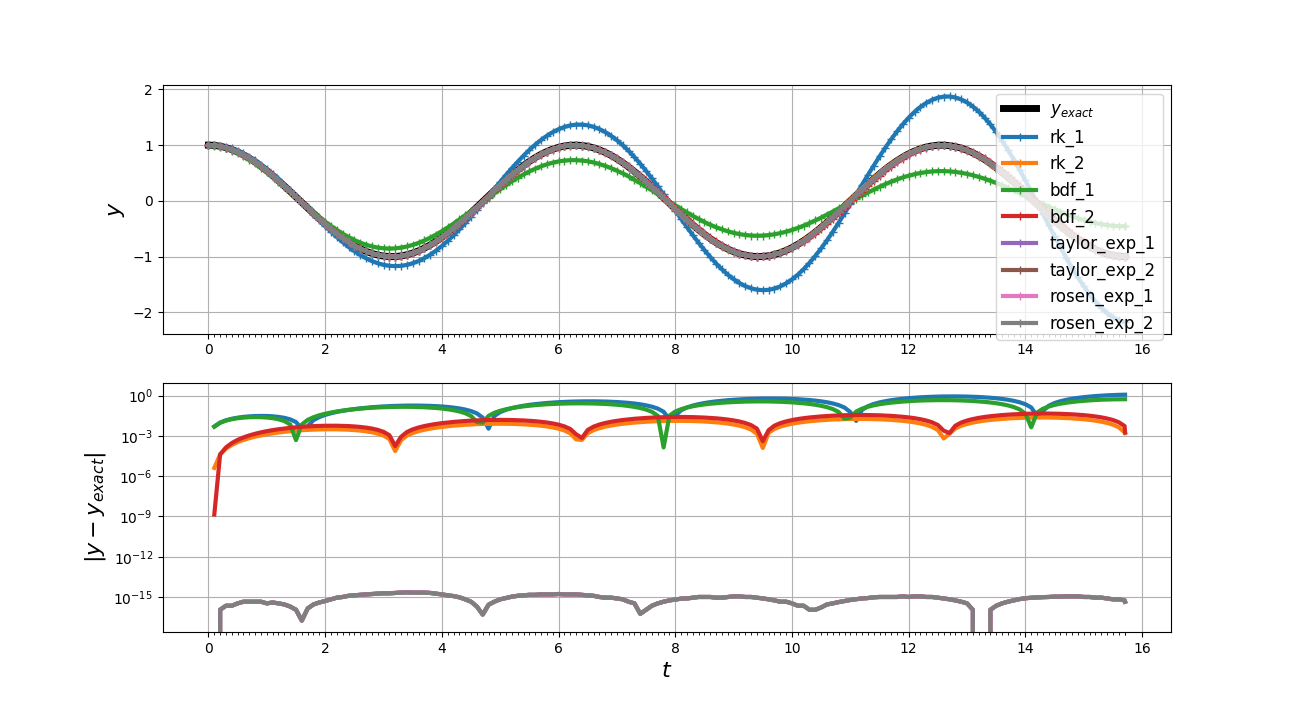 2
1
0
−1
−2
y
0 2 4 6 8 10 12 14 16
y_exact
rk_1
rk_2
bdf_1
bdf_2
taylor_exp_1
taylor_exp_2
rosen_exp_1
rosen_exp_2
10^0
10^−3
10^−6
10^−9
10^−12
10^−15
|y − y_exact|
0 2 4 6 8 10 12 14 16
t